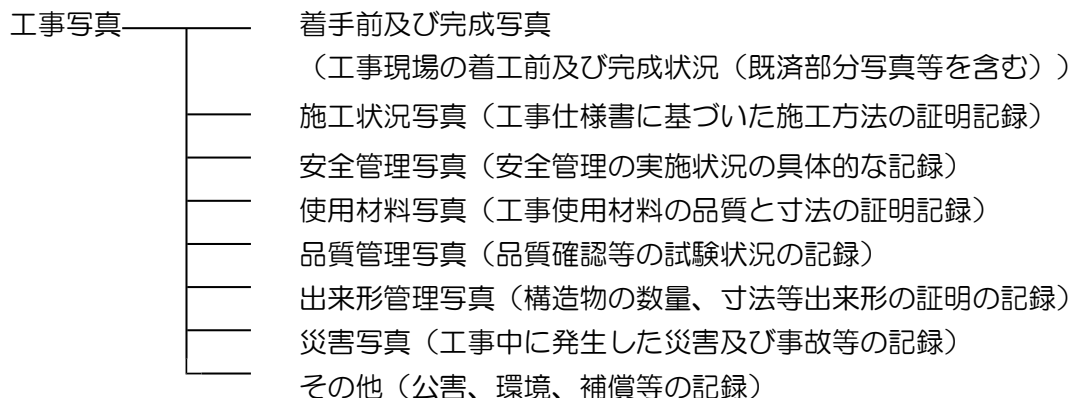 工事写真 着手前及び完成写真
（工事現場の着工前及び完成状況（既済部分写真等を含む））
施工状況写真（工事仕様書に基づいた施工方法の証明記録）
安全管理写真（安全管理の実施状況の具体的な記録）
使用材料写真（工事使用材料の品質と寸法の証明記録）
品質管理写真（品質確認等の試験状況の記録）
出来形管理写真（構造物の数量、寸法等出来形の証明の記録）
災害写真（工事中に発生した災害及び事故等の記録）
その他（公害、環境、補償等の記録）